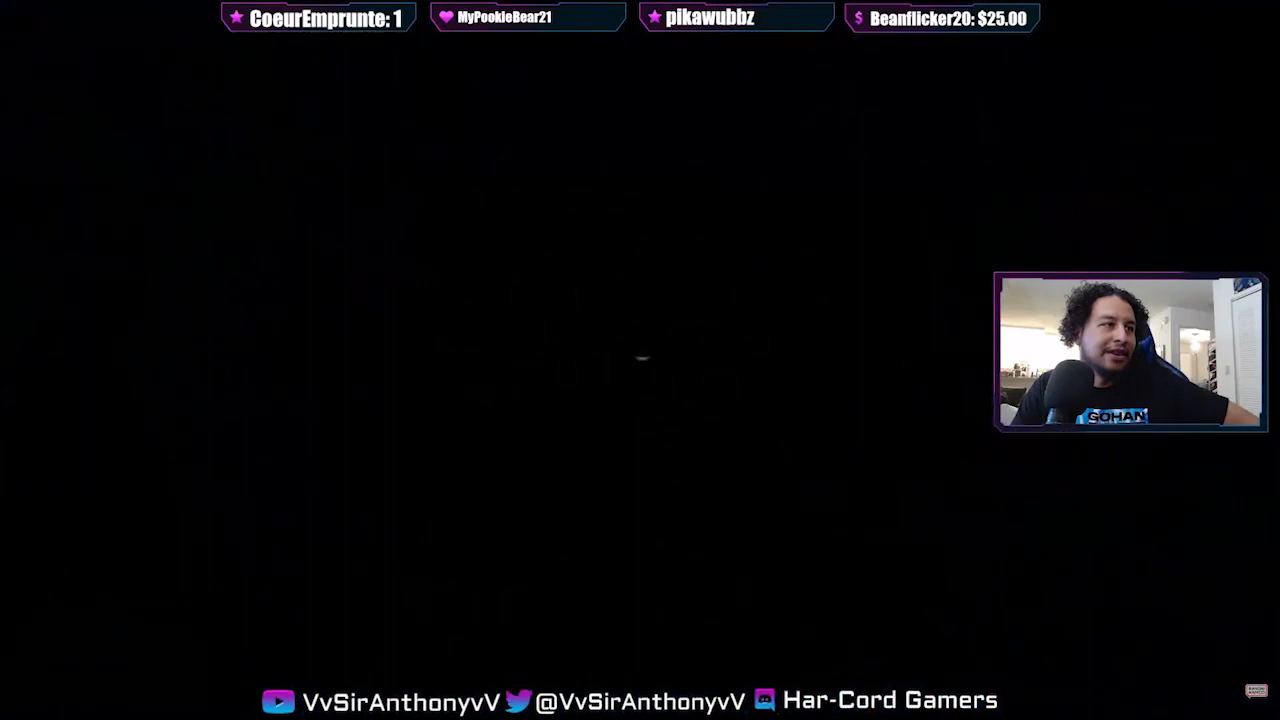 CoeurEmprunte: 1
MyPookieBear21
pikawubbz
$ Beanflicker20: $25.00
GOHAN
VvSirAnthonyvV @VvSirAnthonyvV Har-Cord Gamers